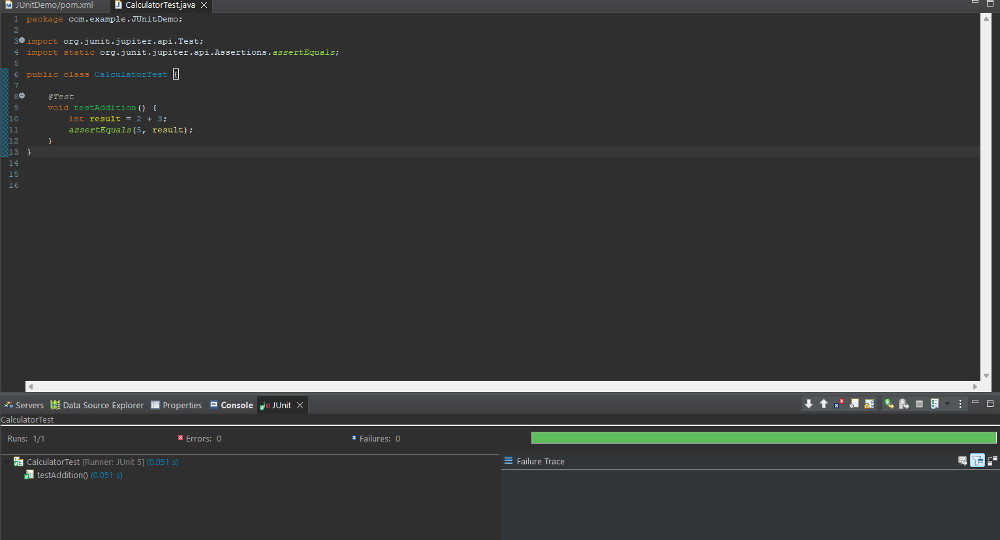 JUnitDemo/pom.xml
CalculatorTest.java
1 package com.example.JUnitDemo;
2
3 import org.junit.jupiter.api.Test;
4 import static org.junit.jupiter.api.Assertions.assertEquals;
5
6 public class CalculatorTest {
7
8     @Test
9     void testAddition() {
10         int result = 2 + 3;
11         assertEquals(5, result);
12     }
13 }
14
15
16
Servers Data Source Explorer Properties Console JUnit
CalculatorTest
Runs: 1/1 Errors: 0 Failures: 0
CalculatorTest [Runner: JUnit 5] (0.051 s)
testAddition() (0.051 s)
Failure Trace